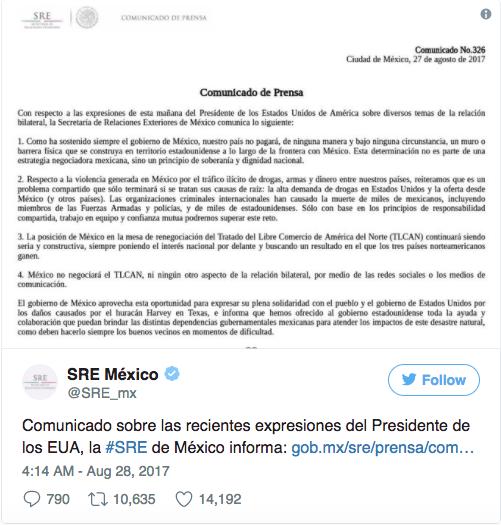 SRE
COMUNICADO DE PRENSA
Comunicado No.326
Ciudad de México, 27 de agosto de 2017
Comunicado de Prensa
Con respecto a las expresiones de esta mañana del Presidente de los Estados Unidos de América sobre diversos temas de la relación
bilateral, la Secretaría de Relaciones Exteriores de México comunica lo siguiente:
1. Como ha sostenido siempre el gobierno de México, nuestro país no pagará, de ninguna manera y bajo ninguna circunstancia, un muro o
barrera física que se construya en territorio estadounidense a lo largo de la frontera con México. Esta determinación no es parte de una
estrategia negociadora mexicana, sino un principio de soberanía y dignidad nacional.
2. Respecto a la violencia generada en México por el tráfico ilícito de drogas, armas y dinero entre nuestros países, reiteramos que es un
problema compartido que sólo terminará si se tratan sus causas de raíz: la alta demanda de drogas en Estados Unidos y la oferta desde
México (y otros países). Las organizaciones criminales internacionales han causado la muerte de miles de mexicanos, incluyendo
miembros de las Fuerzas Armadas y policías, y de miles de estadounidenses. Sólo con base en los principios de responsabilidad
compartida, trabajo en equipo y confianza mutua podremos superar este reto.
3. La posición de México en la mesa de renegociación del Tratado del Libre Comercio de América del Norte (TLCAN) continuará siendo
seria y constructiva, siempre poniendo el interés nacional por delante y buscando un resultado en el que los tres países norteamericanos
ganen.
4. México no negociará el TLCAN, ni ningún otro aspecto de la relación bilateral, por medio de las redes sociales o los medios de
comunicación.
El gobierno de México aprovecha esta oportunidad para expresar su plena solidaridad con el pueblo y el gobierno de Estados Unidos por
los daños causados por el huracán Harvey en Texas, e informa que hemos ofrecido al gobierno estadounidense toda la ayuda y
colaboración que puedan brindar las distintas dependencias gubernamentales mexicanas para atender los impactos de este desastre natural,
como deben hacerlo siempre los buenos vecinos en momentos de dificultad.
SRE
SRE México
@SRE_mx
Follow
Comunicado sobre las recientes expresiones del Presidente de
los EUA, la #SRE de México informa: gob.mx/sre/prensa/com…
4:14 AM - Aug 28, 2017
790 10,635 14,192